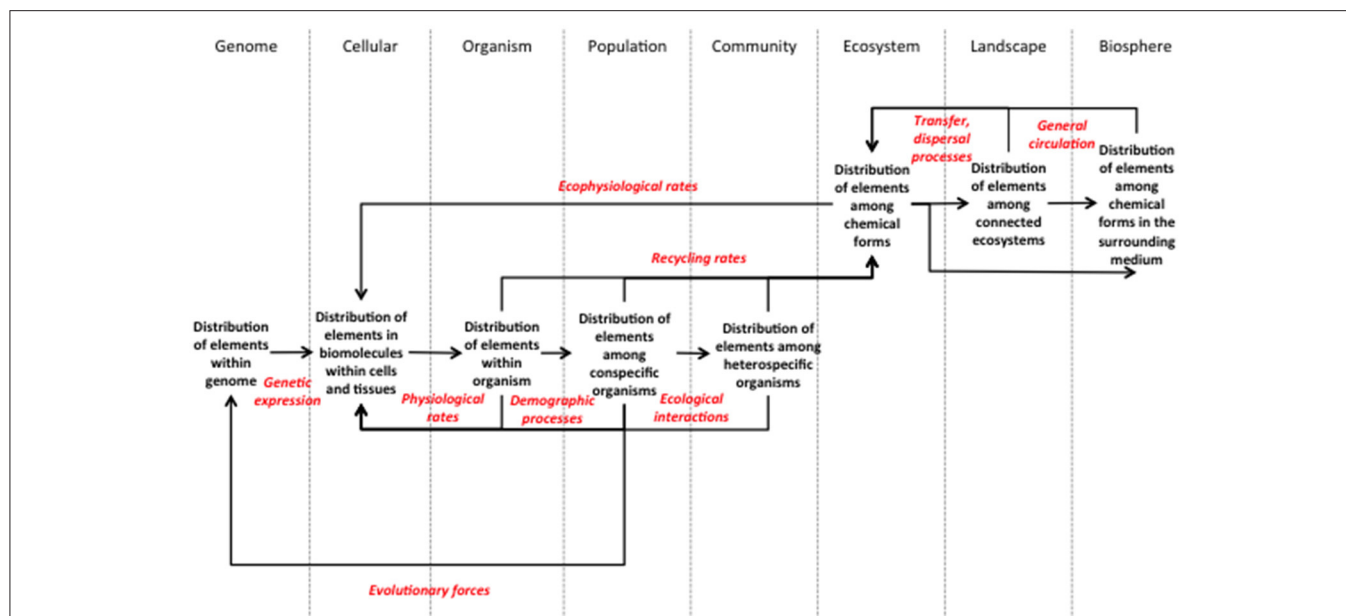 Genome Cellular Organism Population Community Ecosystem Landscape Biosphere
Transfer,
dispersal
processes
General
circulation
Distribution
of elements
among
chemical
forms
Distribution
of elements
among
connected
ecosystems
Distribution
of elements
among
chemical
forms in the
surrounding
medium
Ecophysiological rates
Recycling rates
Distribution
of elements
within
genome
Genetic
expression
Distribution of
elements in
biomolecules
within cells
and tissues
Physiological
rates
Distribution
of elements
within
organism
Demographic
processes
Distribution of
elements
among
conspecific
organisms
Ecological
interactions
Distribution of
elements among
heterospecific
organisms
Evolutionary forces